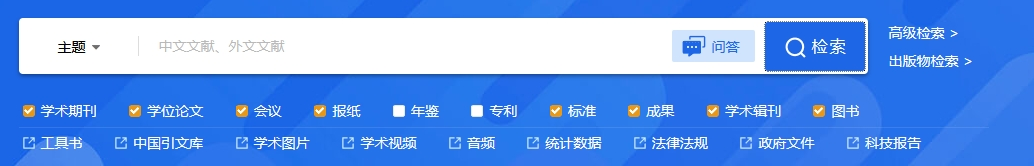 主题 中文文献、外文文献 问答 检索 高级检索 >
出版物检索 >
学术期刊 学位论文 会议 报纸 年鉴 专利 标准 成果 学术辑刊 图书
工具书 中国引文库 学术图片 学术视频 音频 统计数据 法律法规 政府文件 科技报告